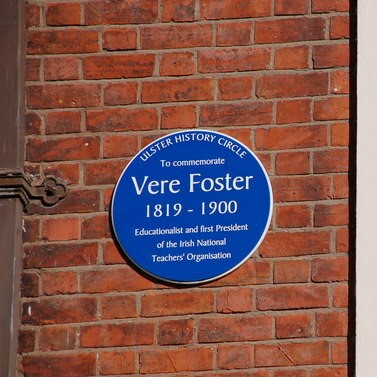 ULSTER HISTORY CIRCLE
To commemorate
Vere Foster
1819 - 1900
Educationalist and first President
of the Irish National
Teachers' Organisation